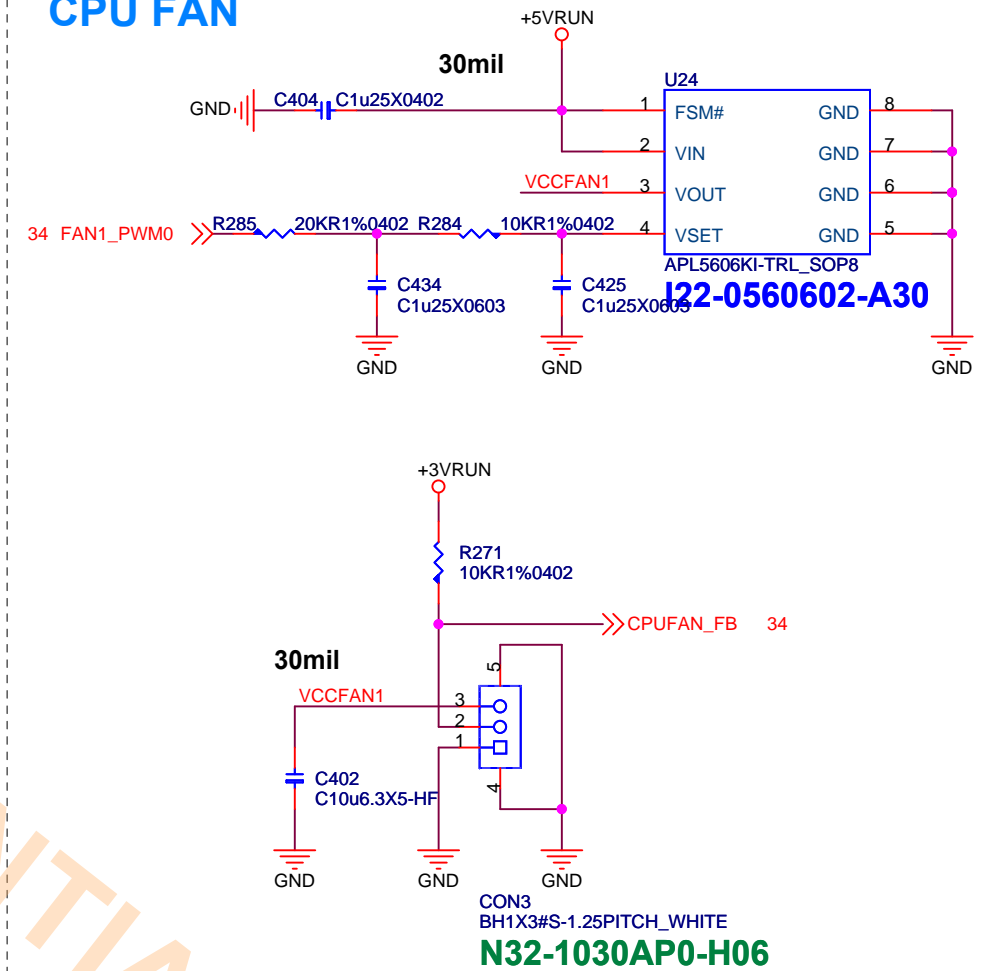 CPU FAN
+5VRUN
30mil
GND C404 C1u25X0402
U24
1 FSM# GND 8
2 VIN GND 7
VCCFAN1 3 VOUT GND 6
34 FAN1_PWM0 R285 20KR1%0402 R284 10KR1%0402 4 VSET GND 5
APL5606KI-TRL_SOP8
I22-0560602-A30
C434
C1u25X0603
C425
C1u25X0603
GND GND GND
+3VRUN
R271
10KR1%0402
CPUFAN_FB 34
30mil
VCCFAN1
5
3
2
1
4
C402
C10u6.3X5-HF
GND GND GND
CON3
BH1X3#S-1.25PITCH_WHITE
N32-1030AP0-H06